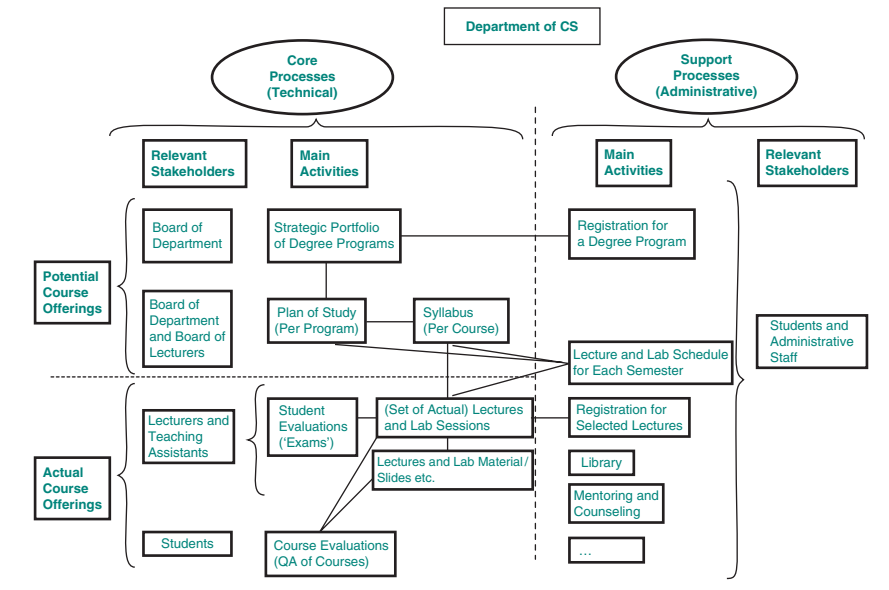 Department of CS
Core
Processes
(Technical)
Support
Processes
(Administrative)
Relevant
Stakeholders
Main
Activities
Main
Activities
Relevant
Stakeholders
Board of
Department
Strategic Portfolio
of Degree Programs
Registration for
a Degree Program
Potential
Course
Offerings
Board of
Department
and Board of
Lecturers
Plan of Study
(Per Program)
Syllabus
(Per Course)
Lecture and Lab Schedule
for Each Semester
Students and
Administrative
Staff
Lecturers and
Teaching
Assistants
Student
Evaluations
(‘Exams’)
(Set of Actual) Lectures
and Lab Sessions
Registration for
Selected Lectures
Actual
Course
Offerings
Lectures and Lab Material/
Slides etc.
Library
Mentoring and
Counseling
Students
Course Evaluations
(QA of Courses)
...